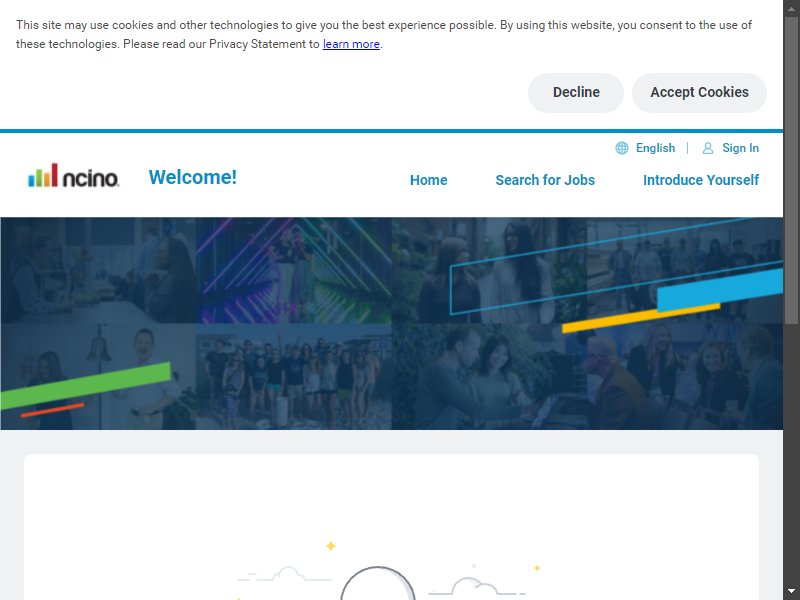 This site may use cookies and other technologies to give you the best experience possible. By using this website, you consent to the use of
these technologies. Please read our Privacy Statement to learn more.
Decline
Accept Cookies
English
Sign In
ncino
Welcome!
Home
Search for Jobs
Introduce Yourself